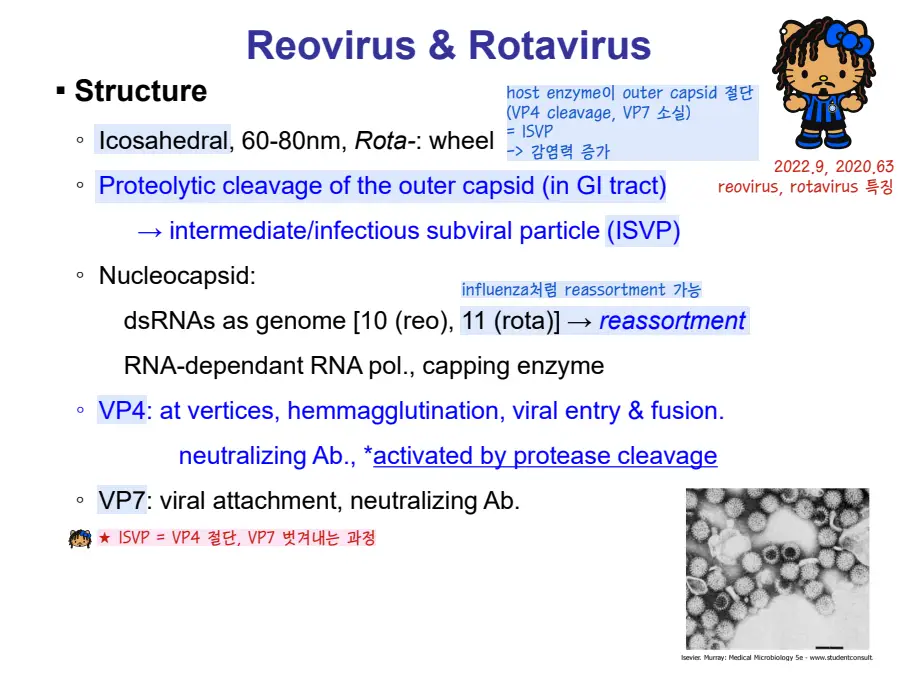 Reovirus & Rotavirus
▪ Structure
host enzyme이 outer capsid 절단
(VP4 cleavage, VP7 소실)
= ISVP
-> 감염력 증가
◦ Icosahedral, 60-80nm, Rota-: wheel
2022.9, 2020.63
reovirus, rotavirus 특징
◦ Proteolytic cleavage of the outer capsid (in GI tract)
→ intermediate/infectious subviral particle (ISVP)
◦ Nucleocapsid:
influenza처럼 reassortment 가능
dsRNAs as genome [10 (reo), 11 (rota)] → reassortment
RNA-dependant RNA pol., capping enzyme
◦ VP4: at vertices, hemmagglutination, viral entry & fusion.
neutralizing Ab., *activated by protease cleavage
◦ VP7: viral attachment, neutralizing Ab.
★ ISVP = VP4 절단, VP7 벗겨내는 과정
lsevier. Murray: Medical Microbiology 5e - www.studentconsult.